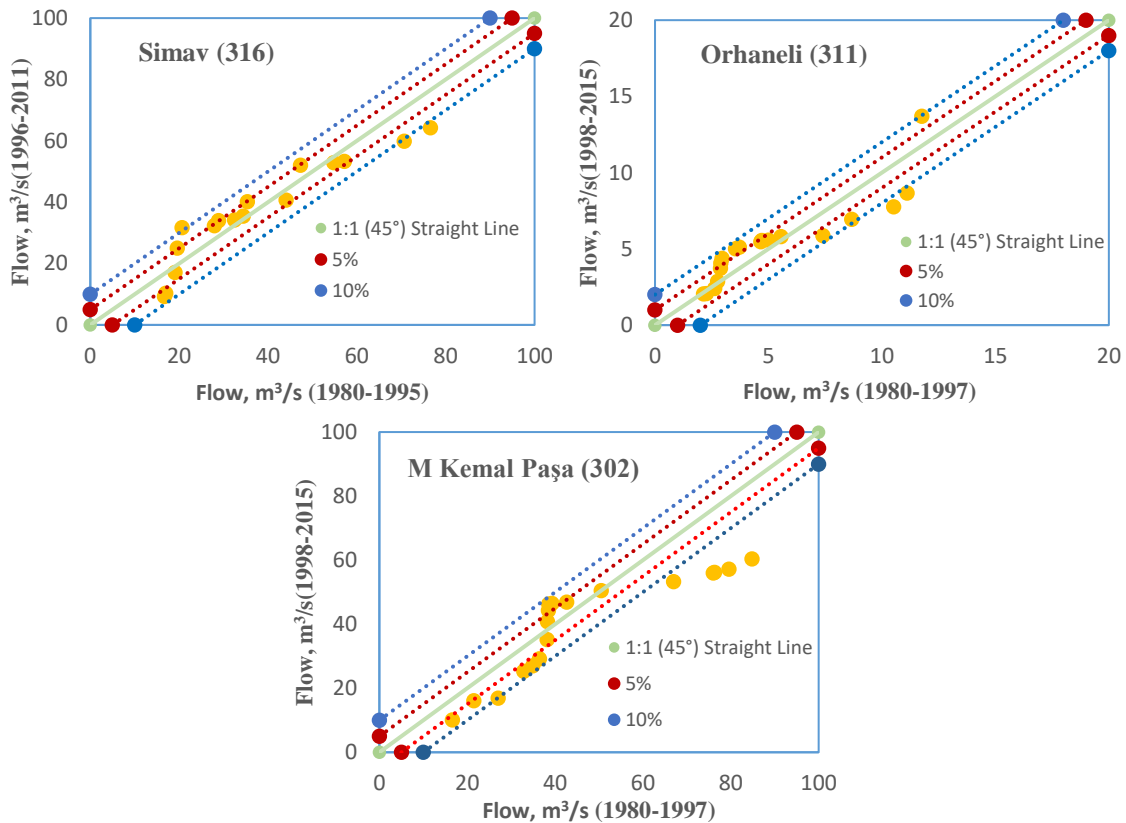 Simav (316)
Flow, m³/s(1996-2011)
100
80
60
40
20
0
1:1 (45°) Straight Line
5%
10%
0 20 40 60 80 100
Flow, m³/s (1980-1995)
Orhaneli (311)
Flow, m³/s(1998-2015)
20
15
10
5
0
1:1 (45°) Straight Line
5%
10%
0 5 10 15 20
Flow, m³/s (1980-1997)
M Kemal Paşa (302)
Flow, m³/s(1998-2015)
100
80
60
40
20
0
1:1 (45°) Straight Line
5%
10%
0 20 40 60 80 100
Flow, m³/s (1980-1997)